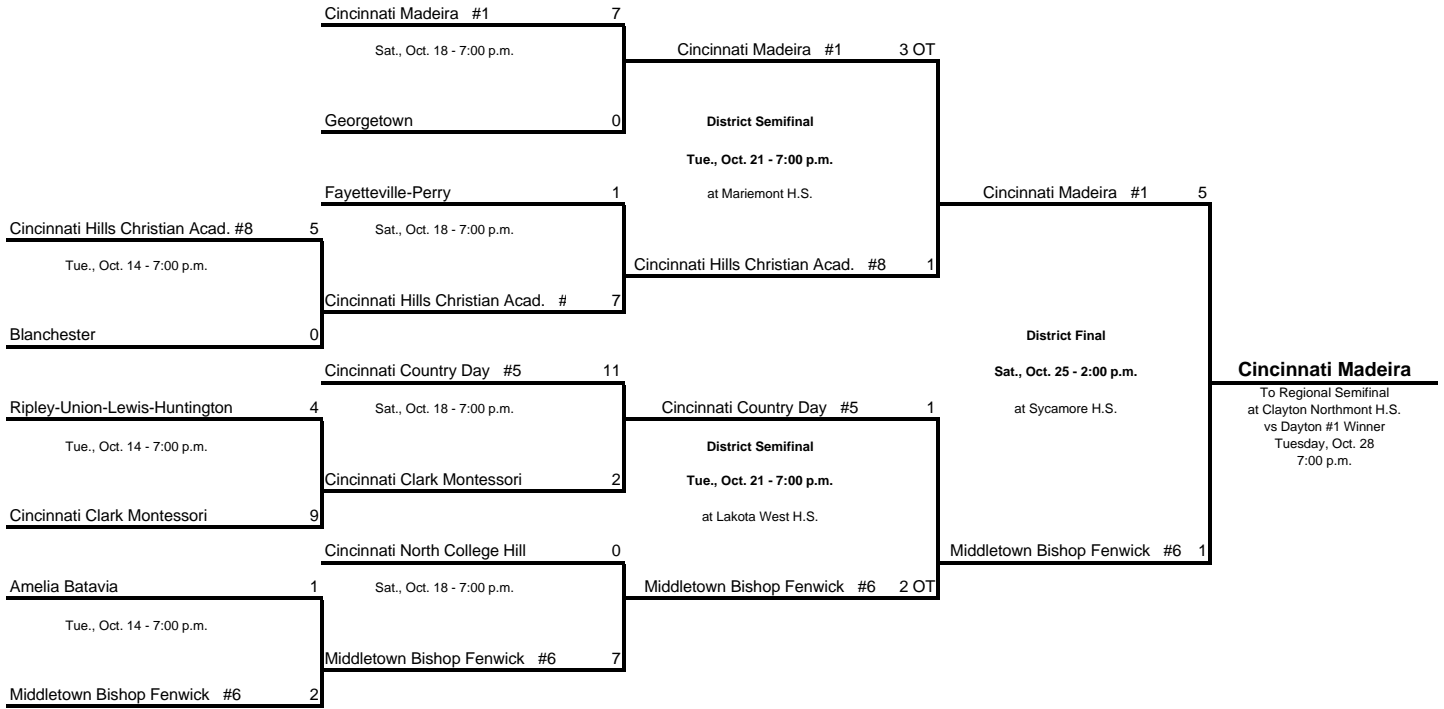 Cincinnati Madeira #1 7
Sat., Oct. 18 - 7:00 p.m.
Cincinnati Madeira #1 3 OT
Georgetown 0
District Semifinal
Tue., Oct. 21 - 7:00 p.m.
Fayetteville-Perry 1
at Mariemont H.S.
Cincinnati Madeira #1 5
Cincinnati Hills Christian Acad. #8 5
Sat., Oct. 18 - 7:00 p.m.
Tue., Oct. 14 - 7:00 p.m.
Cincinnati Hills Christian Acad. #8 1
Cincinnati Hills Christian Acad. # 7
Blanchester 0
District Final
Cincinnati Country Day #5 11
Sat., Oct. 25 - 2:00 p.m.
Cincinnati Madeira
To Regional Semifinal
at Clayton Northmont H.S.
vs Dayton #1 Winner
Tuesday, Oct. 28
7:00 p.m.
Ripley-Union-Lewis-Huntington 4
Sat., Oct. 18 - 7:00 p.m.
Cincinnati Country Day #5 1
at Sycamore H.S.
Tue., Oct. 14 - 7:00 p.m.
District Semifinal
Cincinnati Clark Montessori 2
Tue., Oct. 21 - 7:00 p.m.
Cincinnati Clark Montessori 9
at Lakota West H.S.
Cincinnati North College Hill 0
Middletown Bishop Fenwick #6 1
Amelia Batavia 1
Sat., Oct. 18 - 7:00 p.m.
Middletown Bishop Fenwick #6 2 OT
Tue., Oct. 14 - 7:00 p.m.
Middletown Bishop Fenwick #6 7
Middletown Bishop Fenwick #6 2